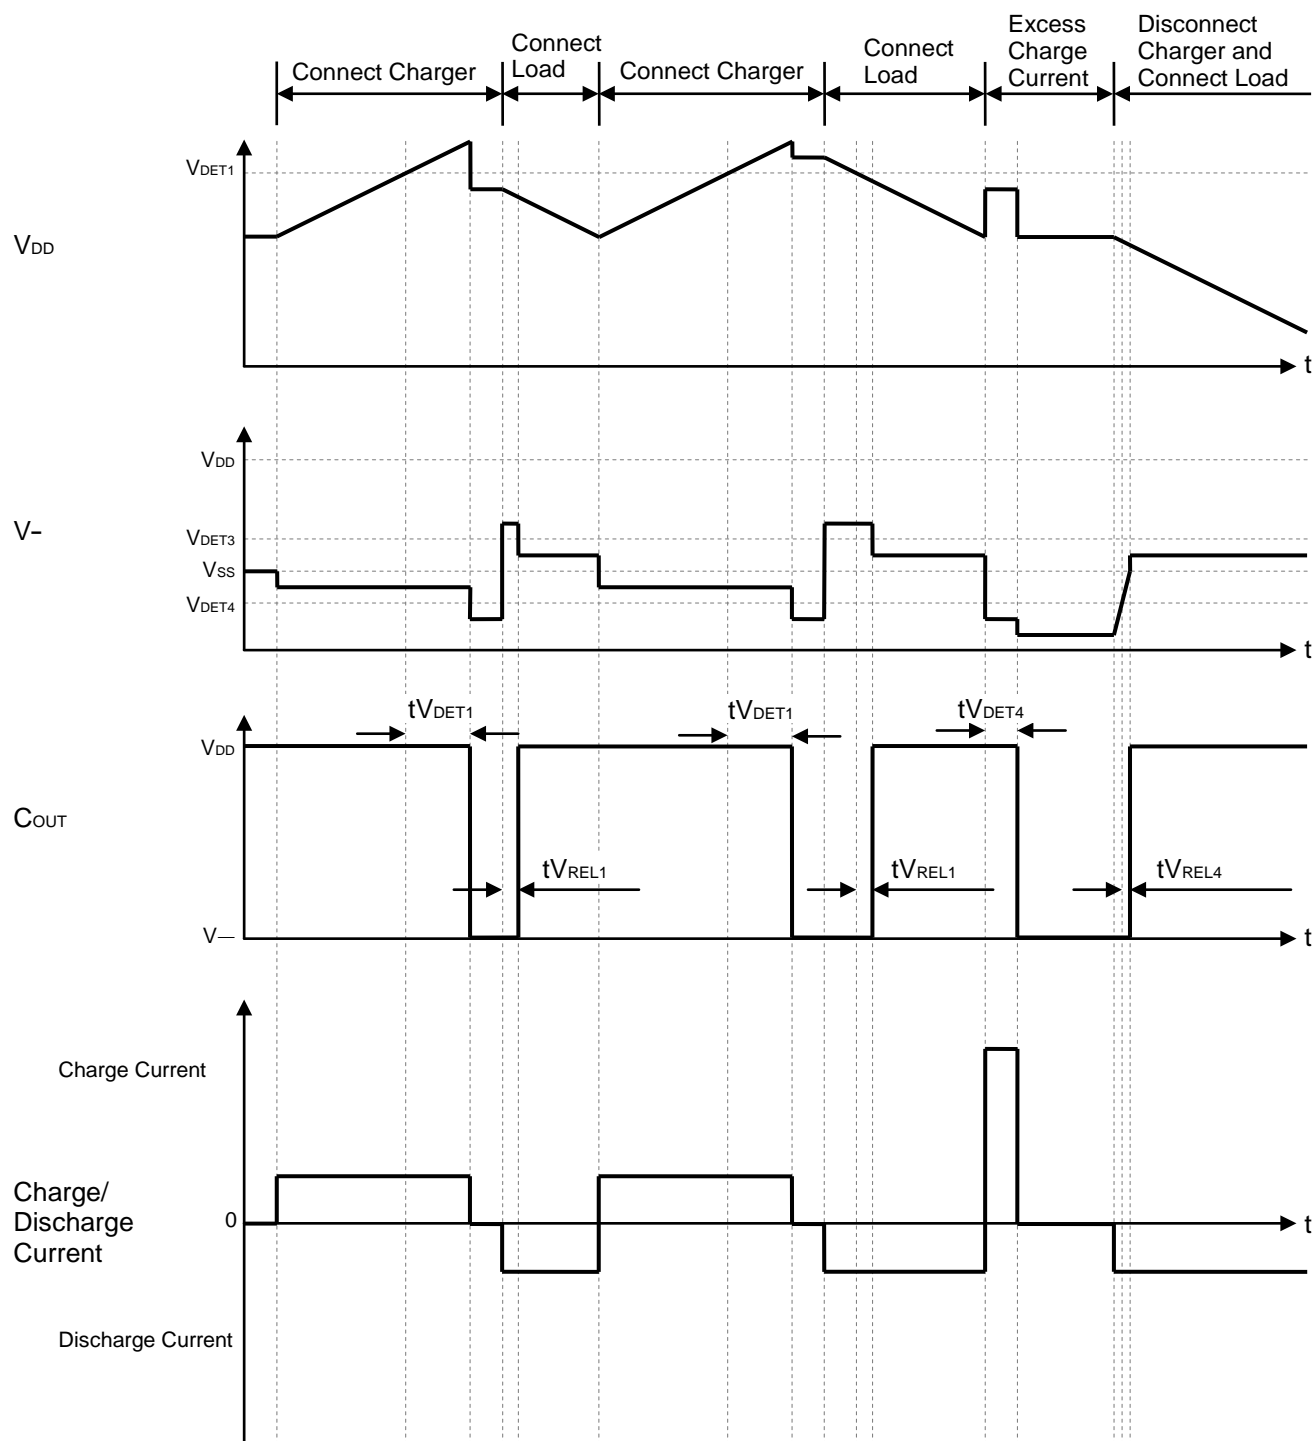 Connect Charger
Connect
Load
Connect Charger
Connect
Load
Excess
Charge
Current
Disconnect
Charger and
Connect Load
VDET1
VDD
t
VDD
V-
VDET3
VSS
VDET4
t
tVDET1
tVDET1
tVDET4
VDD
COUT
tVREL1
tVREL1
tVREL4
V—
t
Charge Current
Charge/
Discharge
Current
0
t
Discharge Current